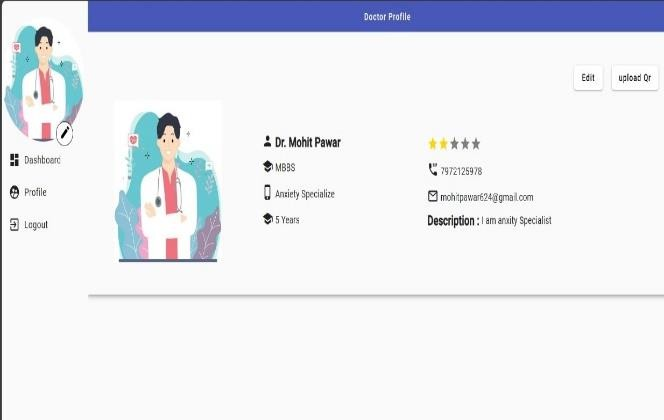 Doctor Profile
Edit
upload Qr
Dashboard
Profile
Logout
Dr. Mohit Pawar
MBBS
Anxiety Specialize
5 Years
7972125978
mohitpawar624@gmail.com
Description : I am anxity Specialist